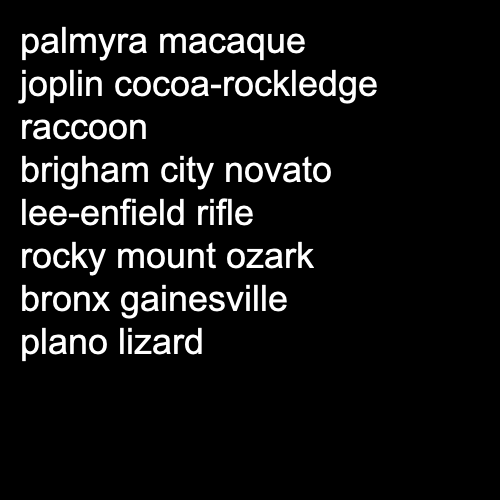 palmyra macaque
joplin cocoa-rockledge
raccoon
brigham city novato
lee-enfield rifle
rocky mount ozark
bronx gainesville
plano lizard